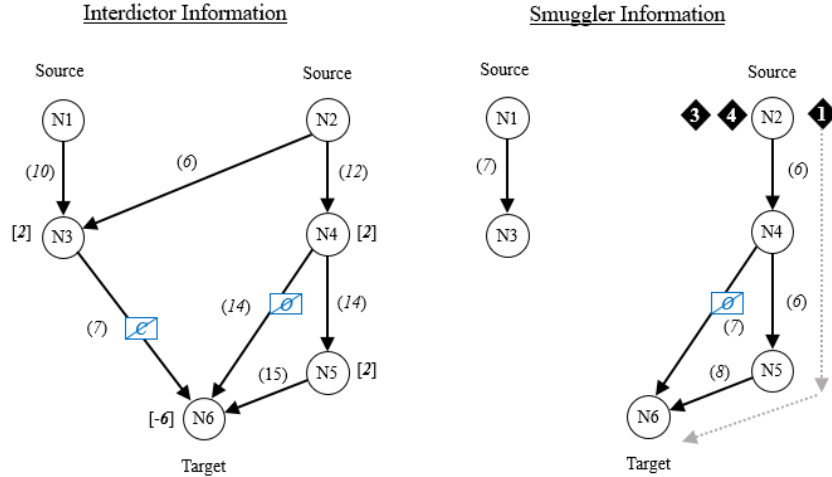 Interdictor Information
Source
Source
N1
N2
(10)
(6)
(12)
[2]
N3
N4
[2]
(7)
C
(14)
O
(14)
(15)
N5
[2]
[-6]
N6
Target
Smuggler Information
Source
Source
N1
3
4
N2
1
(7)
(6)
N3
N4
O
(6)
(7)
(8)
N5
N6
Target